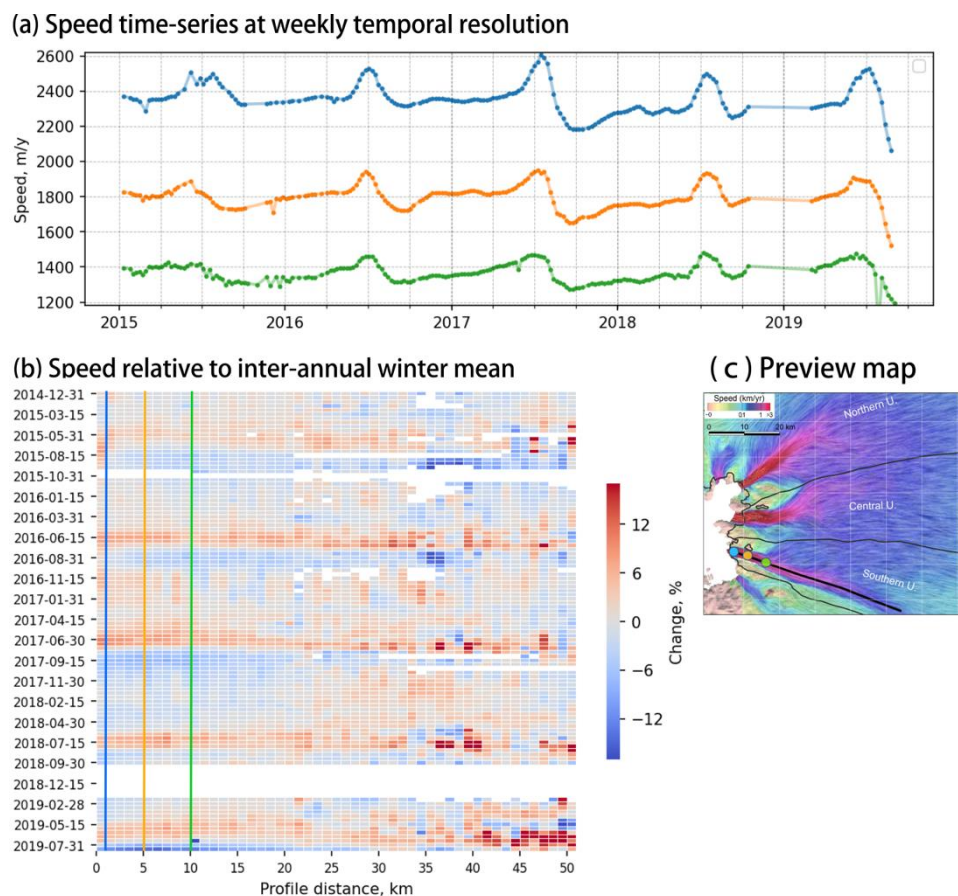 (a) Speed time-series at weekly temporal resolution
2600
2400
2200
2000
1800
1600
1400
1200
Speed, m/y
2015 2016 2017 2018 2019
(b) Speed relative to inter-annual winter mean
2014-12-31
2015-03-15
2015-05-31
2015-08-15
2015-10-31
2016-01-15
2016-03-31
2016-06-15
2016-08-31
2016-11-15
2017-01-31
2017-04-15
2017-06-30
2017-09-15
2017-11-30
2018-02-15
2018-04-30
2018-07-15
2018-09-30
2018-12-15
2019-02-28
2019-05-15
2019-07-31
0 5 10 15 20 25 30 35 40 45 50
Profile distance, km
12
6
0
−6
−12
Change, %
( c ) Preview map
Speed (km/yr)
0 10 20 km
Northern U.
Central U.
Southern U.